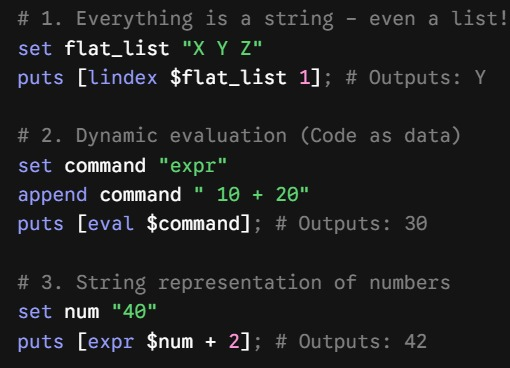 # 1. Everything is a string – even a list!
set flat_list "X Y Z"
puts [lindex $flat_list 1]; # Outputs: Y
# 2. Dynamic evaluation (Code as data)
set command "expr"
append command " 10 + 20"
puts [eval $command]; # Outputs: 30
# 3. String representation of numbers
set num "40"
puts [expr $num + 2]; # Outputs: 42